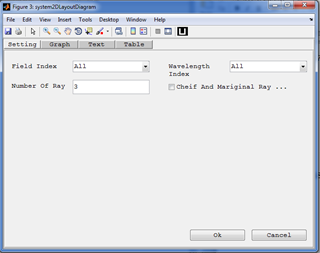 Figure 3: system2DLayoutDiagram
File Edit View Insert Tools Desktop Window Help
Setting Graph Text Table
Field Index All Wavelength Index All
Number Of Ray 3 Cheif And Mariginal Ray ...
Ok Cancel